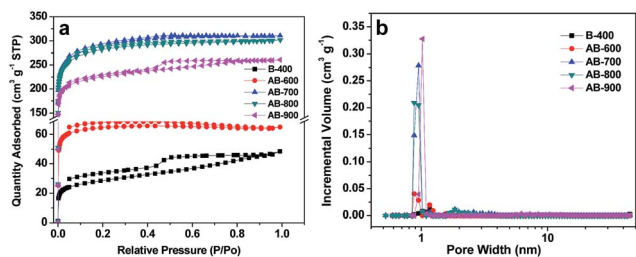 a
Quantity Adsorbed (cm³ g⁻¹ STP)
350
300
250
200
150
60
40
20
0
B-400
AB-600
AB-700
AB-800
AB-900
0.0
0.2
0.4
0.6
0.8
1.0
Relative Pressure (P/Po)
b
Incremental Volume (cm³ g⁻¹)
0.35
0.30
0.25
0.20
0.15
0.10
0.05
0.00
B-400
AB-600
AB-700
AB-800
AB-900
1
10
Pore Width (nm)